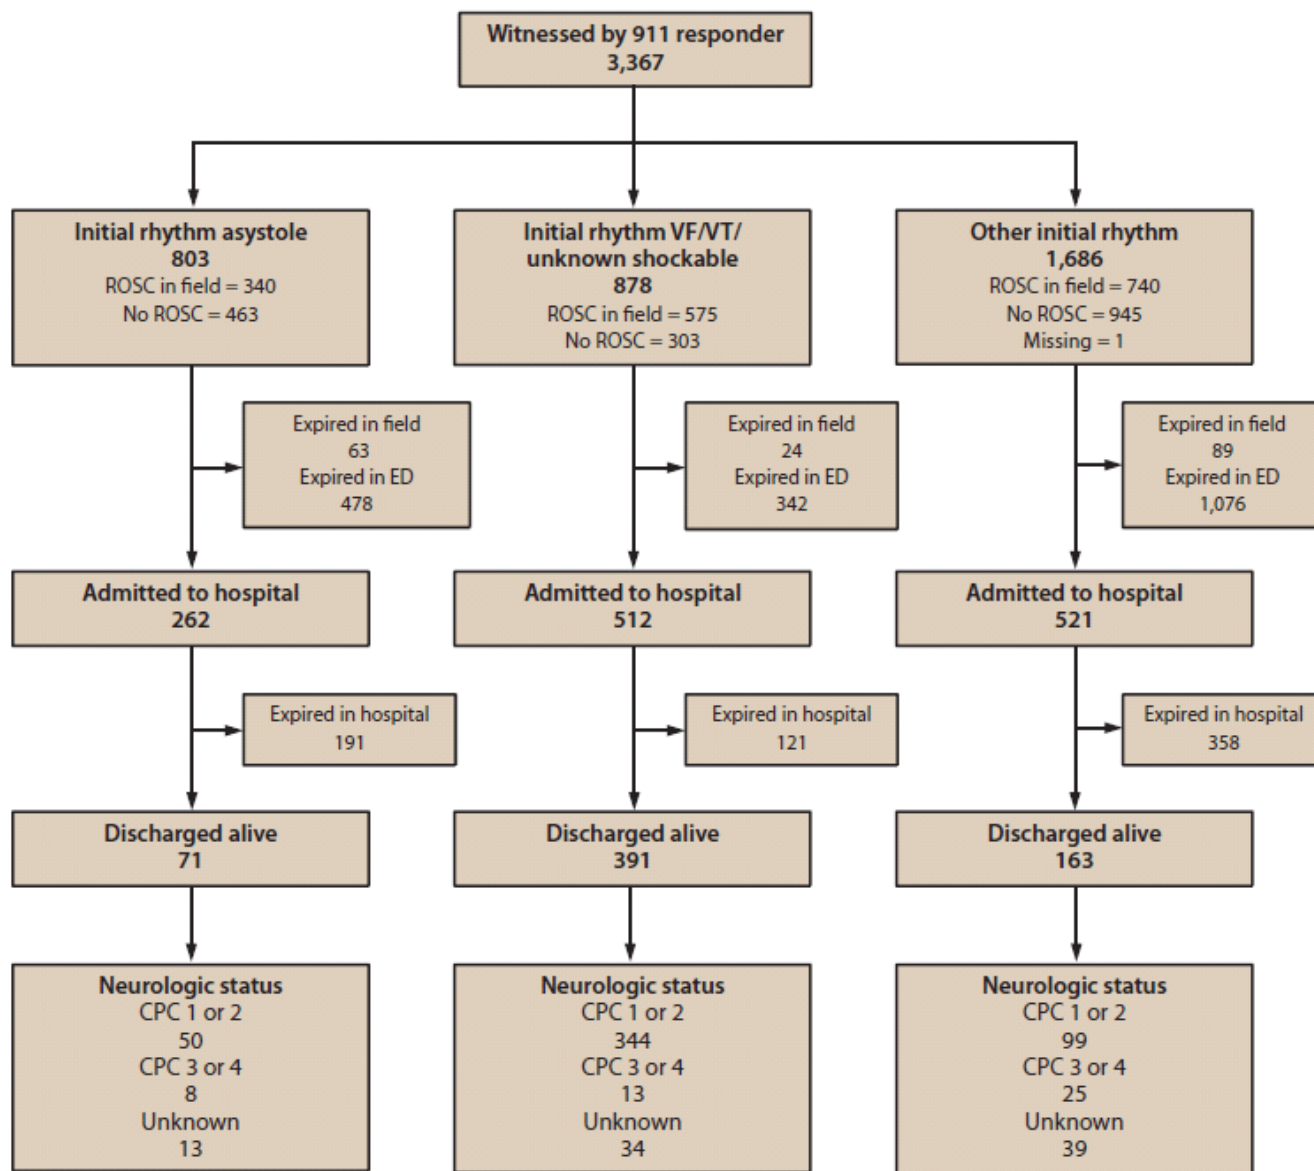 Witnessed by 911 responder
3,367
Initial rhythm asystole
803
ROSC in field = 340
No ROSC = 463
Initial rhythm VF/VT/
unknown shockable
878
ROSC in field = 575
No ROSC = 303
Other initial rhythm
1,686
ROSC in field = 740
No ROSC = 945
Missing = 1
Expired in field
63
Expired in ED
478
Expired in field
24
Expired in ED
342
Expired in field
89
Expired in ED
1,076
Admitted to hospital
262
Admitted to hospital
512
Admitted to hospital
521
Expired in hospital
191
Expired in hospital
121
Expired in hospital
358
Discharged alive
71
Discharged alive
391
Discharged alive
163
Neurologic status
CPC 1 or 2
50
CPC 3 or 4
8
Unknown
13
Neurologic status
CPC 1 or 2
344
CPC 3 or 4
13
Unknown
34
Neurologic status
CPC 1 or 2
99
CPC 3 or 4
25
Unknown
39